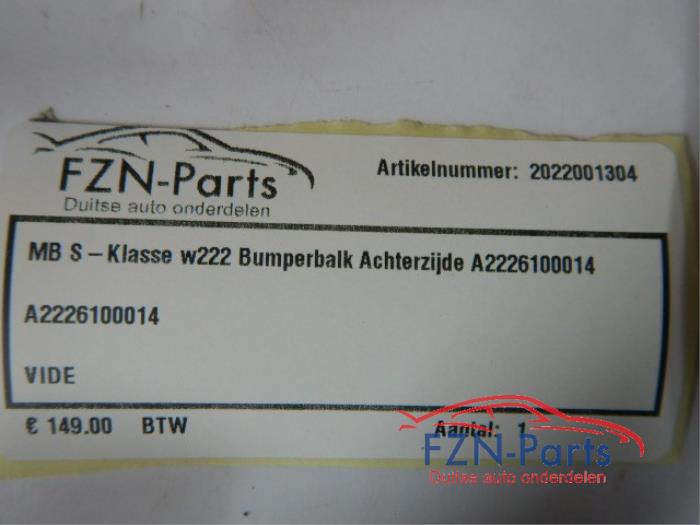 FZN-Parts
Duitse auto onderdelen
Artikelnummer: 2022001304
MB S – Klasse w222 Bumperbalk Achterzijde A2226100014
A2226100014
VIDE
€ 149.00 BTW
Aantal: 1
FZN-Parts
Duitse auto onderdelen